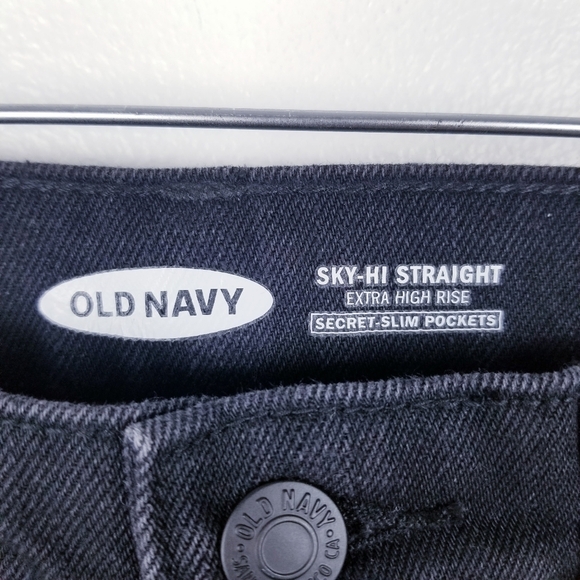 OLD NAVY
SKY-HI STRAIGHT
EXTRA HIGH RISE
SECRET-SLIM POCKETS
OLD NAVY